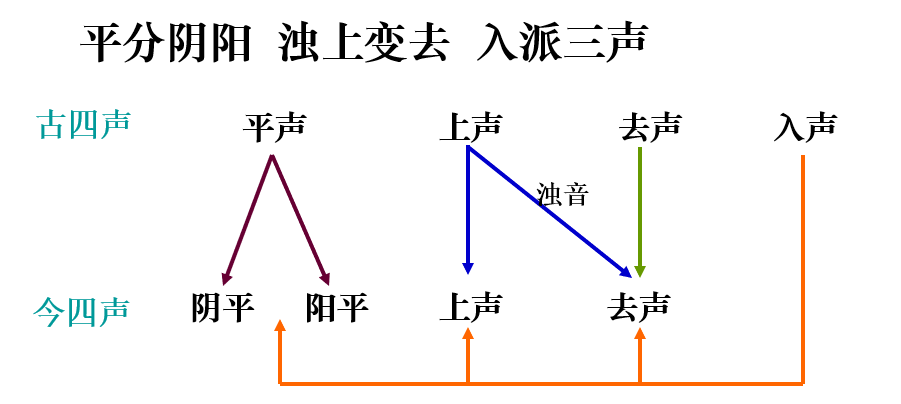 平分阴阳 浊上变去 入派三声
古四声 平声 上声 去声 入声
浊音
今四声 阴平 阳平 上声 去声